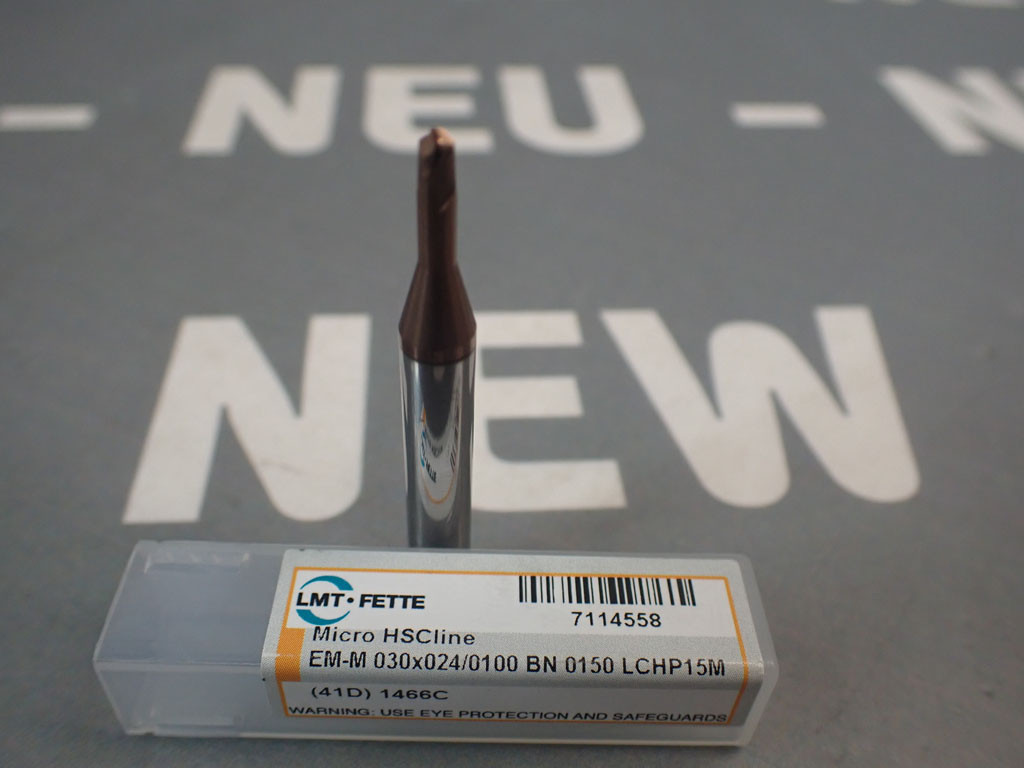 - NEU - N
NEW
LMT•FETTE
7114558
Micro HSCline
EM-M 030x024/0100 BN 0150 LCHP15M
(41D) 1466C
WARNING: USE EYE PROTECTION AND SAFEGUARDS